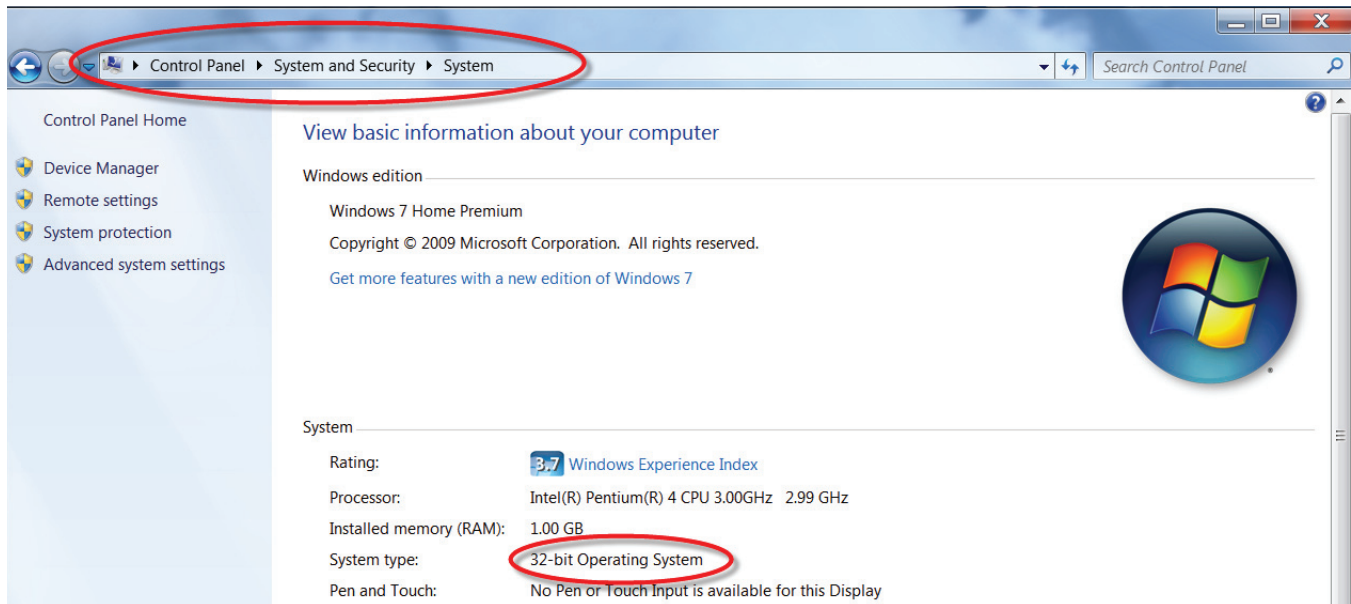 Control Panel System and Security System
Search Control Panel
Control Panel Home
Device Manager
Remote settings
System protection
Advanced system settings
View basic information about your computer
Windows edition
Windows 7 Home Premium
Copyright © 2009 Microsoft Corporation. All rights reserved.
Get more features with a new edition of Windows 7
System
Rating: 3.7 Windows Experience Index
Processor: Intel(R) Pentium(R) 4 CPU 3.00GHz 2.99 GHz
Installed memory (RAM): 1.00 GB
System type: 32-bit Operating System
Pen and Touch: No Pen or Touch Input is available for this Display